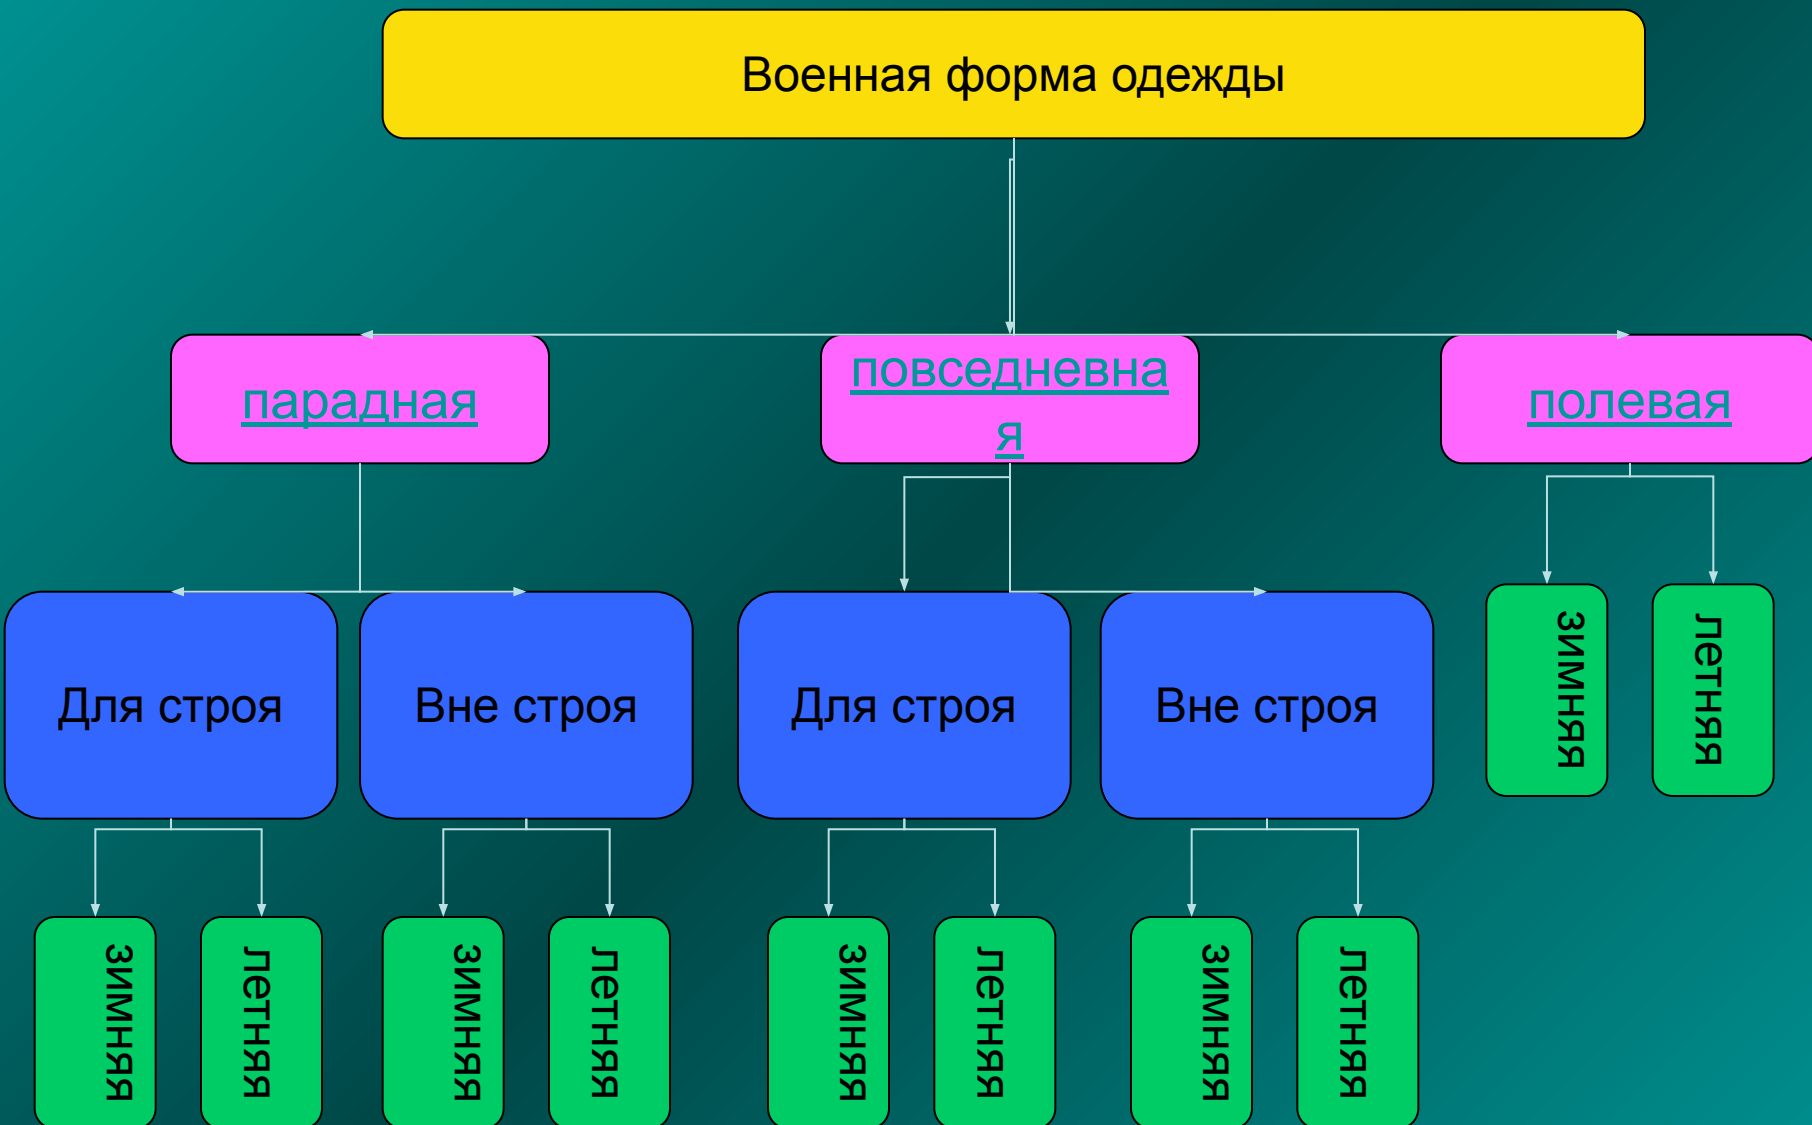 Военная форма одежды
парадная
повседневна
я
полевая
Для строя
Вне строя
Для строя
Вне строя
зимняя
летняя
зимняя
летняя
зимняя
летняя
зимняя
летняя
зимняя
летняя